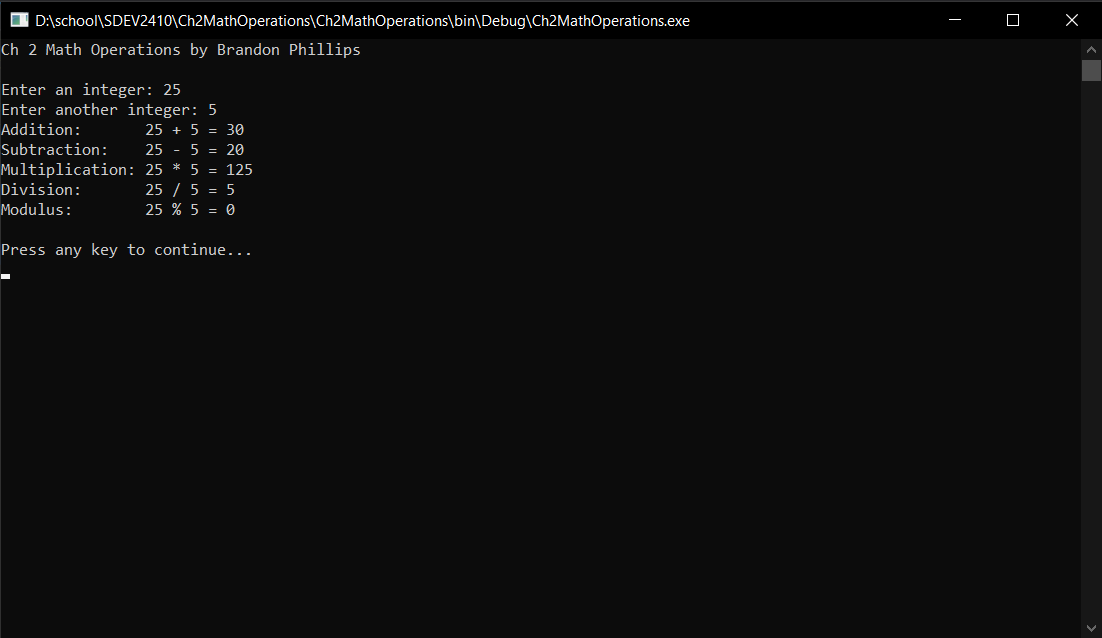 D:\school\SDEV2410\Ch2MathOperations\Ch2MathOperations\bin\Debug\Ch2MathOperations.exe
Ch 2 Math Operations by Brandon Phillips
Enter an integer: 25
Enter another integer: 5
Addition:       25 + 5 = 30
Subtraction:    25 - 5 = 20
Multiplication: 25 * 5 = 125
Division:       25 / 5 = 5
Modulus:        25 % 5 = 0
Press any key to continue...